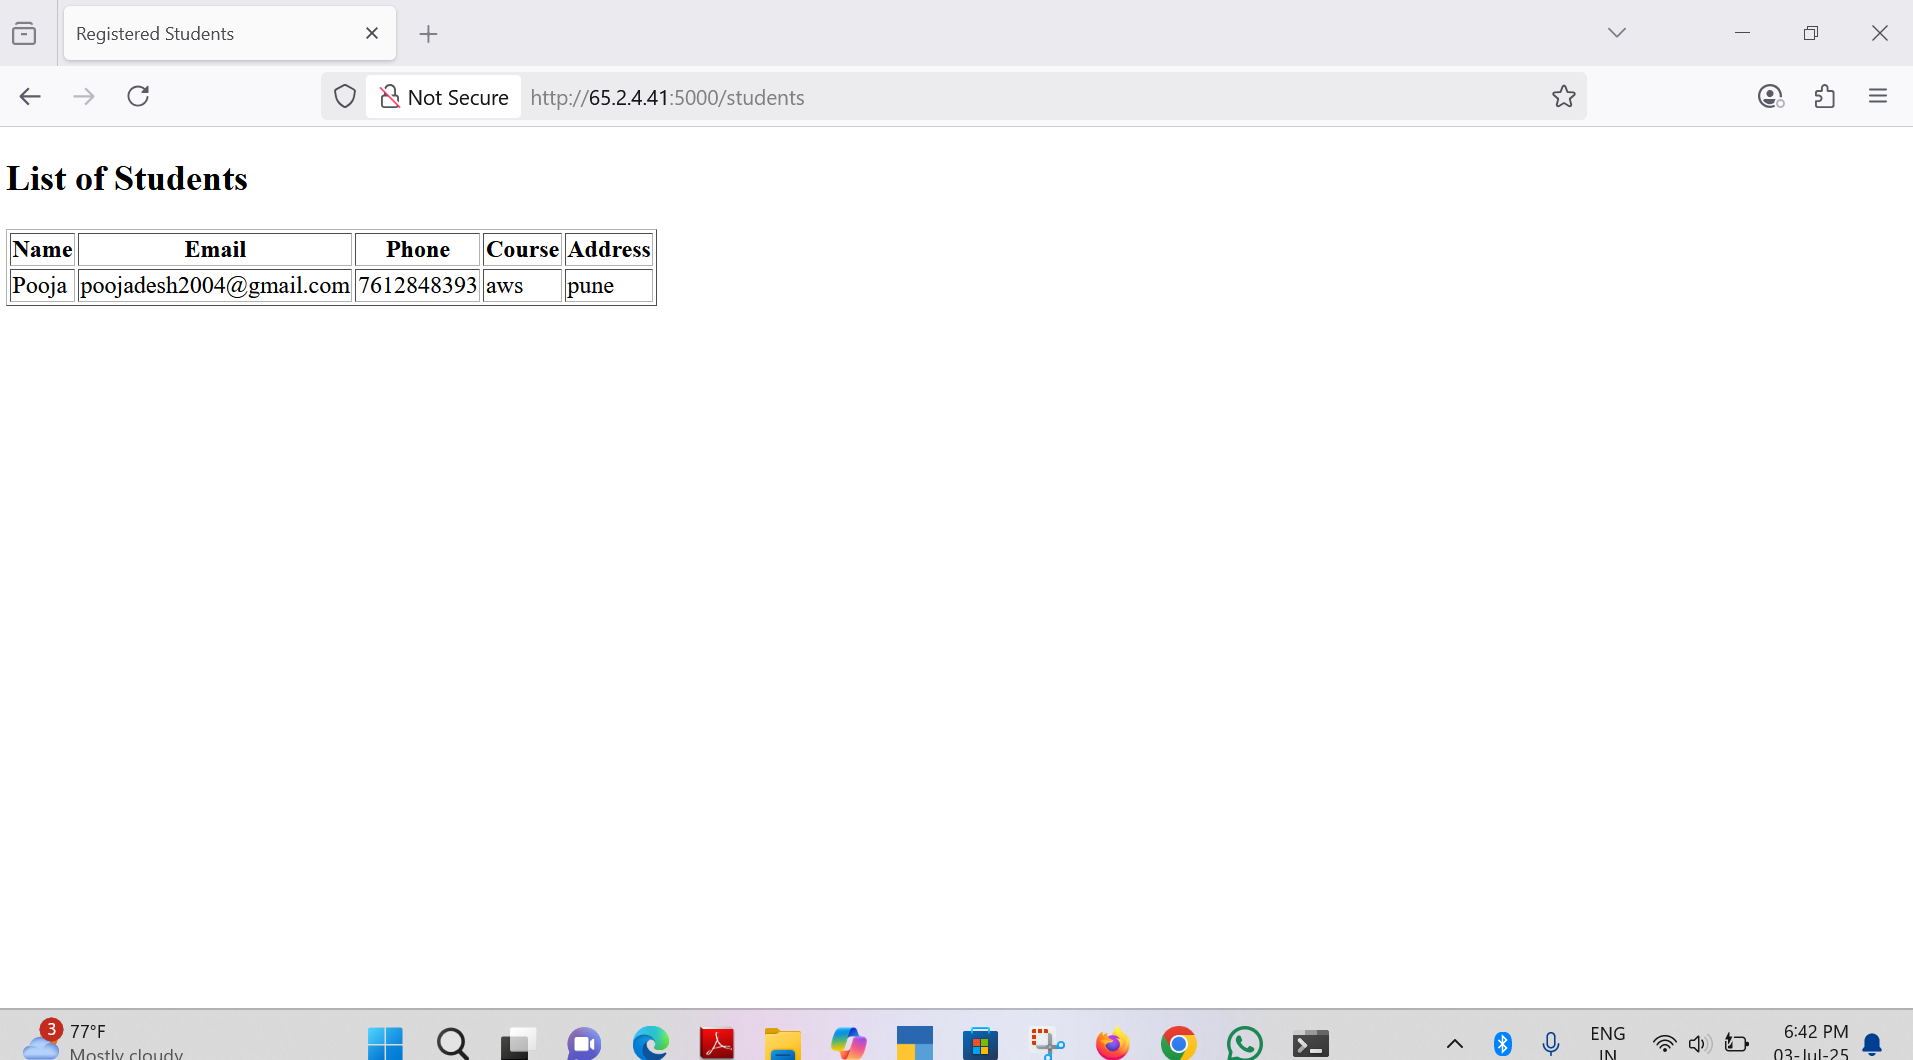 Registered Students
Not Secure http://65.2.4.41:5000/students
List of Students
Name Email Phone Course Address
Pooja poojadesh2004@gmail.com 7612848393 aws pune
3 77°F
Mostly cloudy
ENG
IN
6:42 PM
03-Jul-25